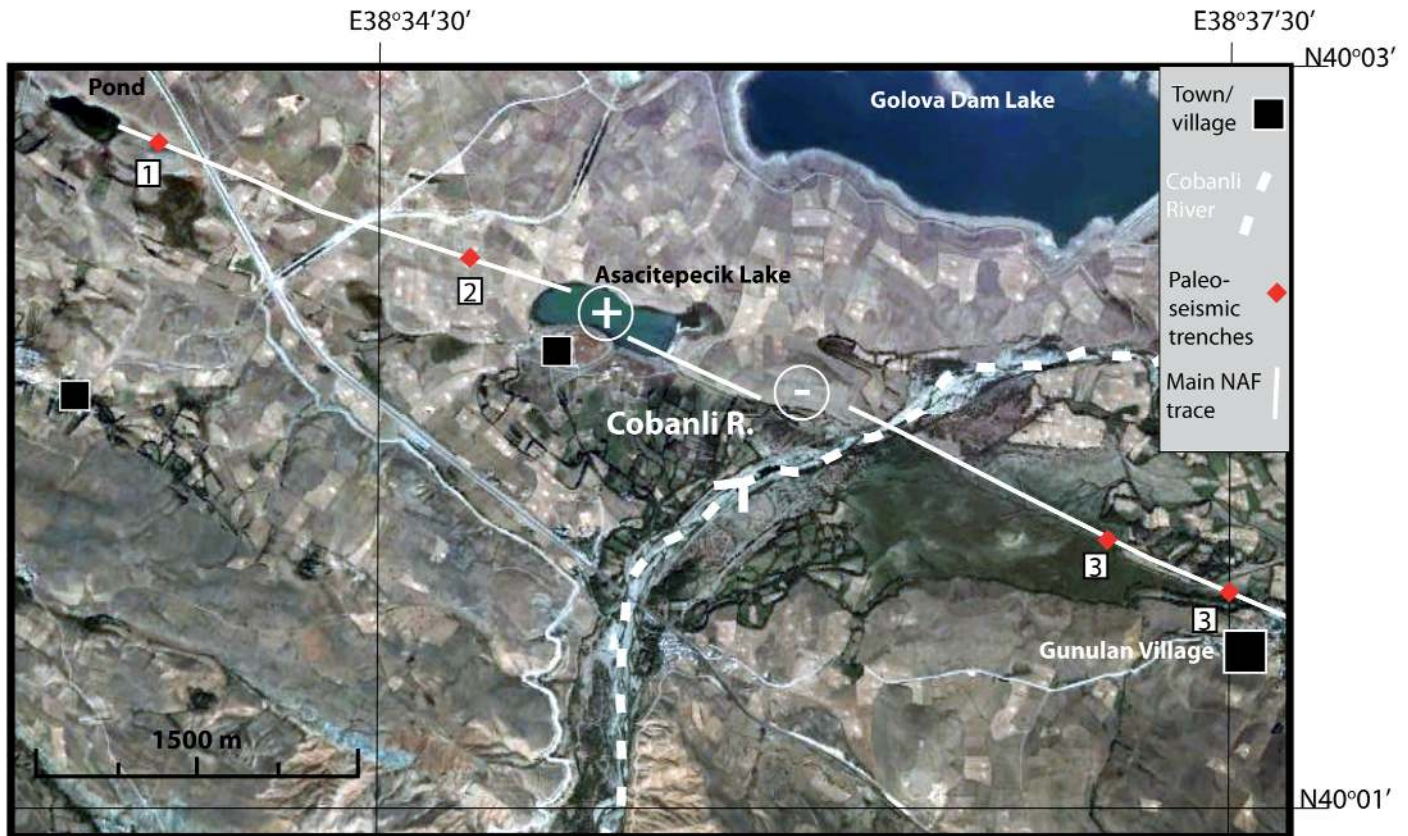 E38°34'30'
E38°37'30'
N40°03'
Pond
Golova Dam Lake
Town/
village
1
Cobanli
River
2
Asacitepecik Lake
+
Paleo-
seismic
trenches
-
Main NAF
trace
Cobanli R.
3
3
Gunulan Village
1500 m
N40°01'